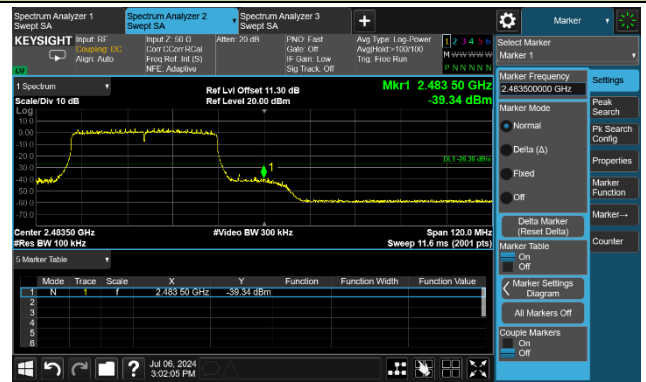 Spectrum Analyzer 1
Swept SA
Spectrum Analyzer 2
Swept SA
Spectrum Analyzer 3
Swept SA
Marker
KEYSIGHT
Input: RF
Coupling: DC
Align: Auto
Input Z: 50 Ω
Corr CCorr RCal
Freq Ref: Int (S)
NFE: Adaptive
Atten: 20 dB
PNO: Fast
Gate: Off
IF Gain: Low
Sig Track: Off
Avg Type: Log-Power
Avg|Hold:>100/100
Trig: Free Run
1 2 3 4 5 6
M W W W W W
P N N N N N
Select Marker
Marker 1
1 Spectrum
Scale/Div 10 dB
Log
Ref Lvl Offset 11.30 dB
Ref Level 20.00 dBm
Mkr1 2.483 50 GHz
-39.34 dBm
10.0
0.00
-10.0
-20.0
-30.0
-40.0
-50.0
-60.0
-70.0
1
DL1 -26.38 dBm
Center 2.48350 GHz
#Res BW 100 kHz
#Video BW 300 kHz
Span 120.0 MHz
Sweep 11.6 ms (2001 pts)
5 Marker Table
Mode Trace Scale X Y Function Function Width Function Value
1 N 1 f 2.483 50 GHz -39.34 dBm
2
3
4
5
6
Marker Frequency
2.483500000 GHz
Marker Mode
Normal
Delta (Δ)
Fixed
Off
Delta Marker
(Reset Delta)
Marker Table
On
Off
Marker Settings
Diagram
All Markers Off
Couple Markers
On
Off
Settings
Peak
Search
Pk Search
Config
Properties
Marker
Function
Marker→
Counter
?
Jul 06, 2024
3:02:05 PM